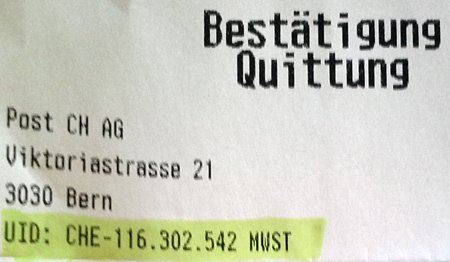 Bestätigung
Quittung
Post CH AG
Viktoriastrasse 21
3030 Bern
UID: CHE-116.302.542 MWST